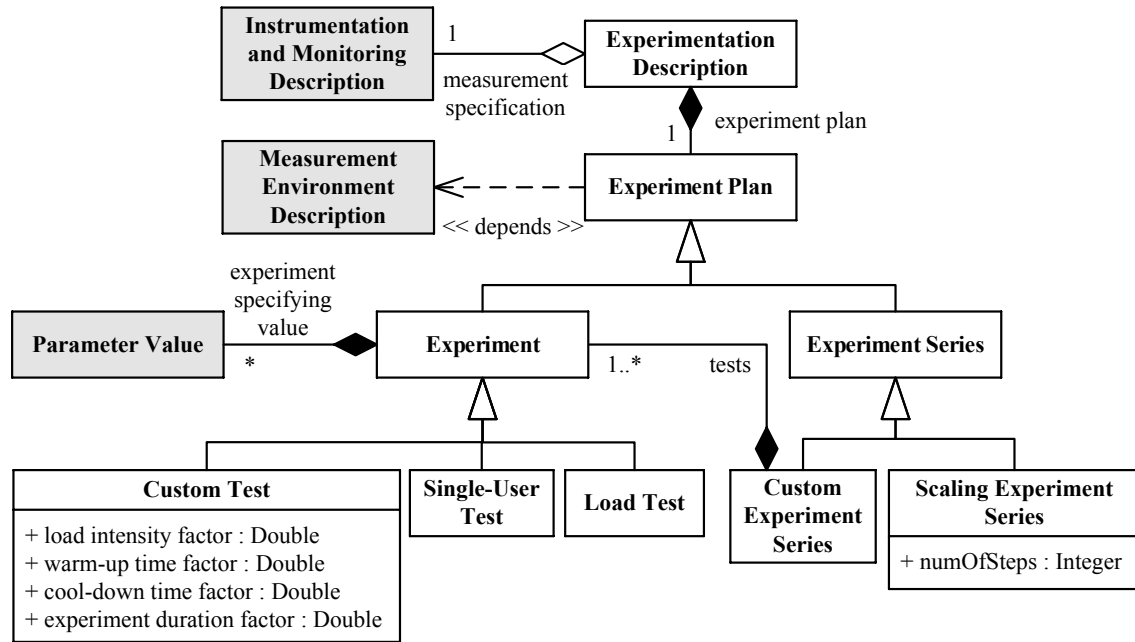 Instrumentation
and Monitoring
Description
1
measurement
specification
Experimentation
Description
experiment plan
1
Measurement
Environment
Description
<< depends >>
Experiment Plan
experiment
specifying
value
Parameter Value
*
Experiment
1..*
tests
Experiment Series
Custom Test
+ load intensity factor : Double
+ warm-up time factor : Double
+ cool-down time factor : Double
+ experiment duration factor : Double
Single-User
Test
Load Test
Custom
Experiment
Series
Scaling Experiment
Series
+ numOfSteps : Integer